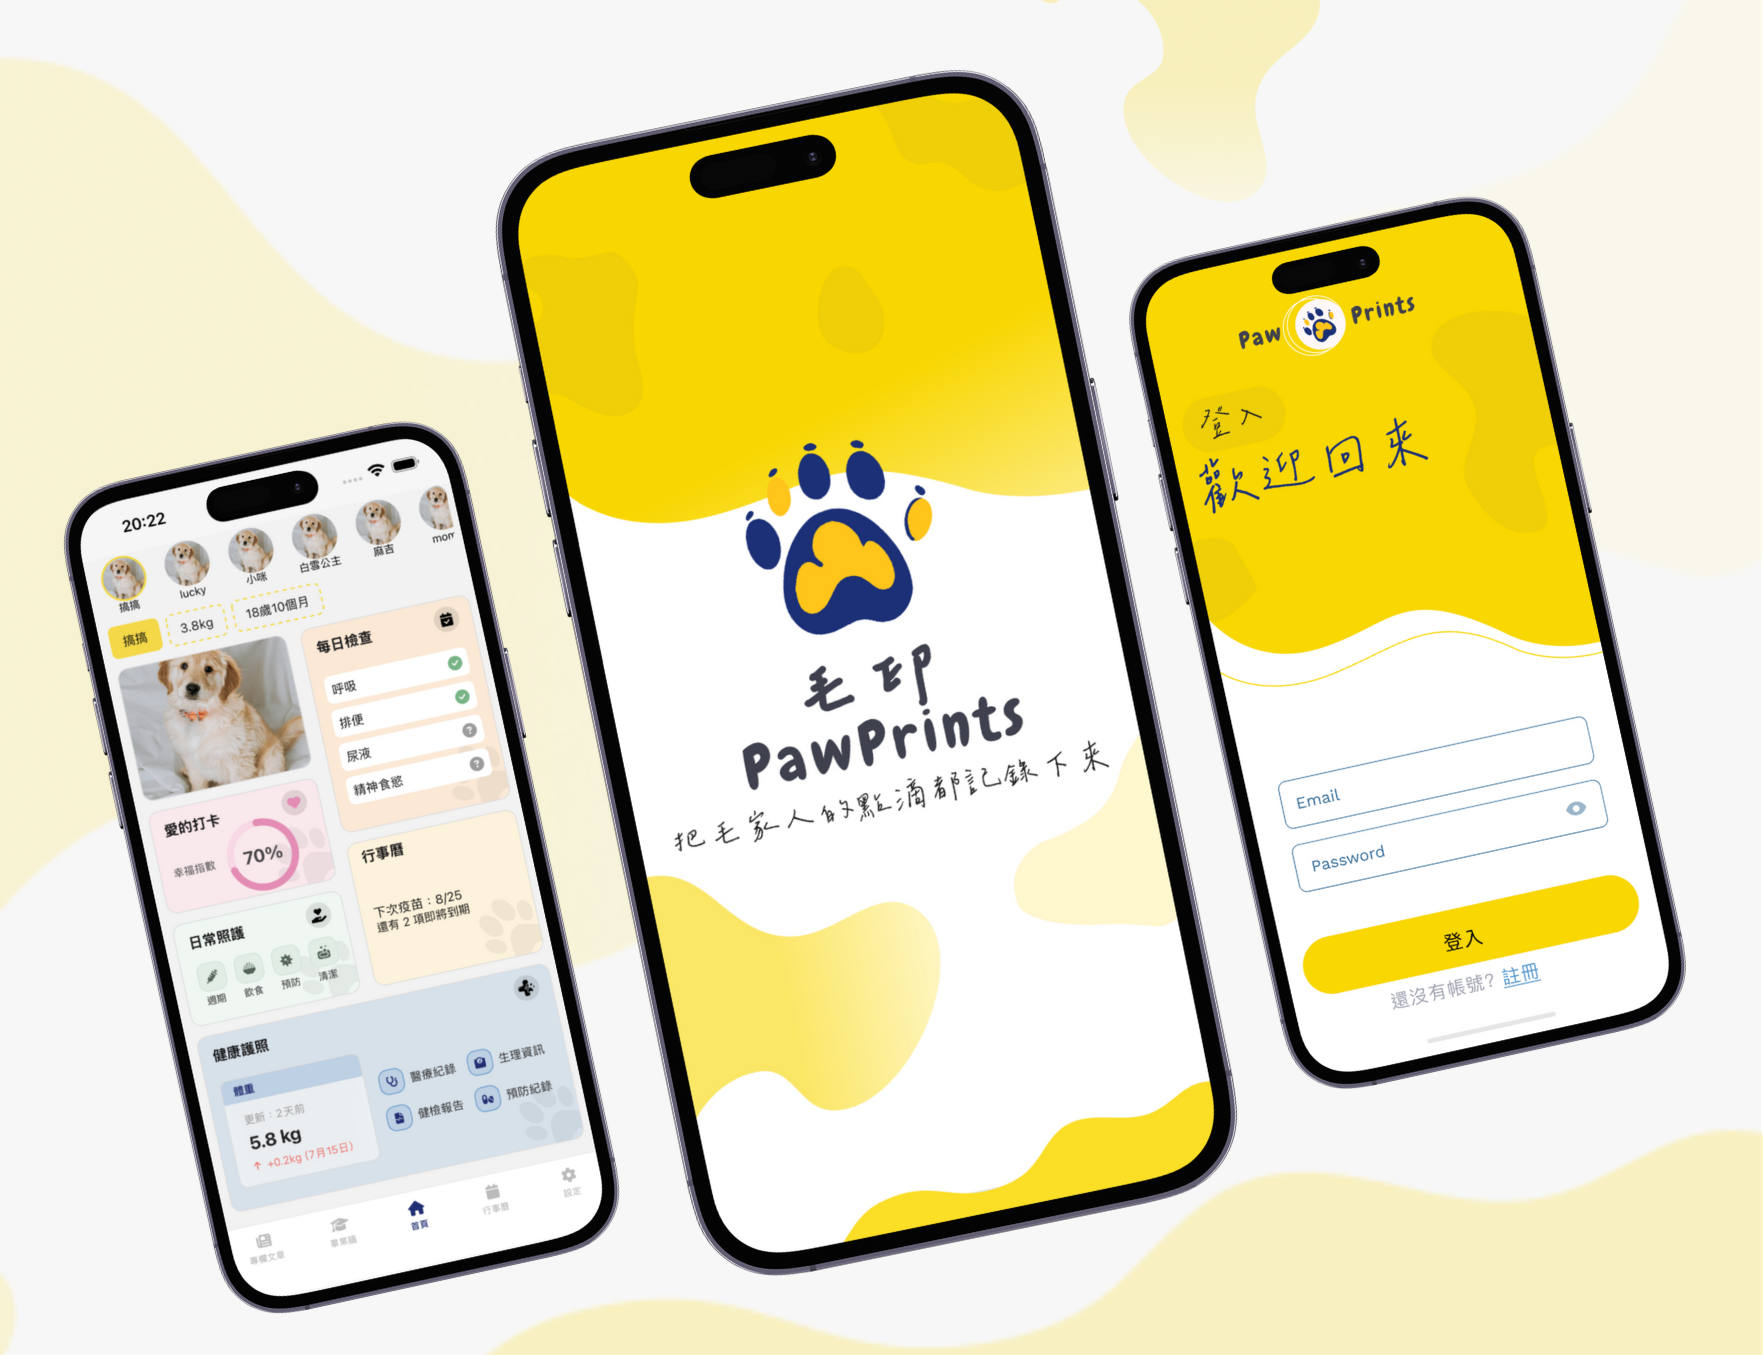 20:22
搞搞
lucky
小咪
白雪公主
麻吉
mom
搞搞
3.8kg
18歲10個月
每日檢查
呼吸
排便
尿液
精神食慾
愛的打卡
幸福指數
70%
行事曆
下次疫苗：8/25
還有 2 項即將到期
日常照護
週期
飲食
預防
清潔
健康護照
體重
更新：2天前
5.8 kg
↑ +0.2kg (7月15日)
醫療紀錄
生理資訊
健檢報告
預防紀錄
專欄文章
畢業牆
首頁
行事曆
設定
毛印
PawPrints
把毛家人的點滴都記錄下來
Paw Prints
登入
歡迎回來
Email
Password
登入
還沒有帳號? 註冊